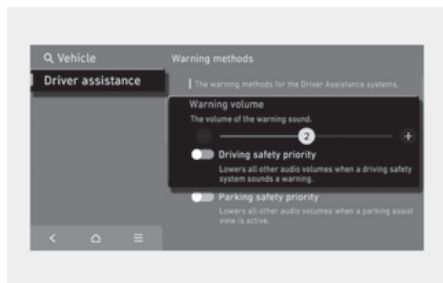 Vehicle
Warning methods
Driver assistance
The warning methods for the Driver Assistance systems.
Warning volume
The volume of the warning sound.
2
Driving safety priority
Lowers all other audio volumes when a driving safety
system sounds a warning.
Parking safety priority
Lowers all other audio volumes when a parking assist
view is active.